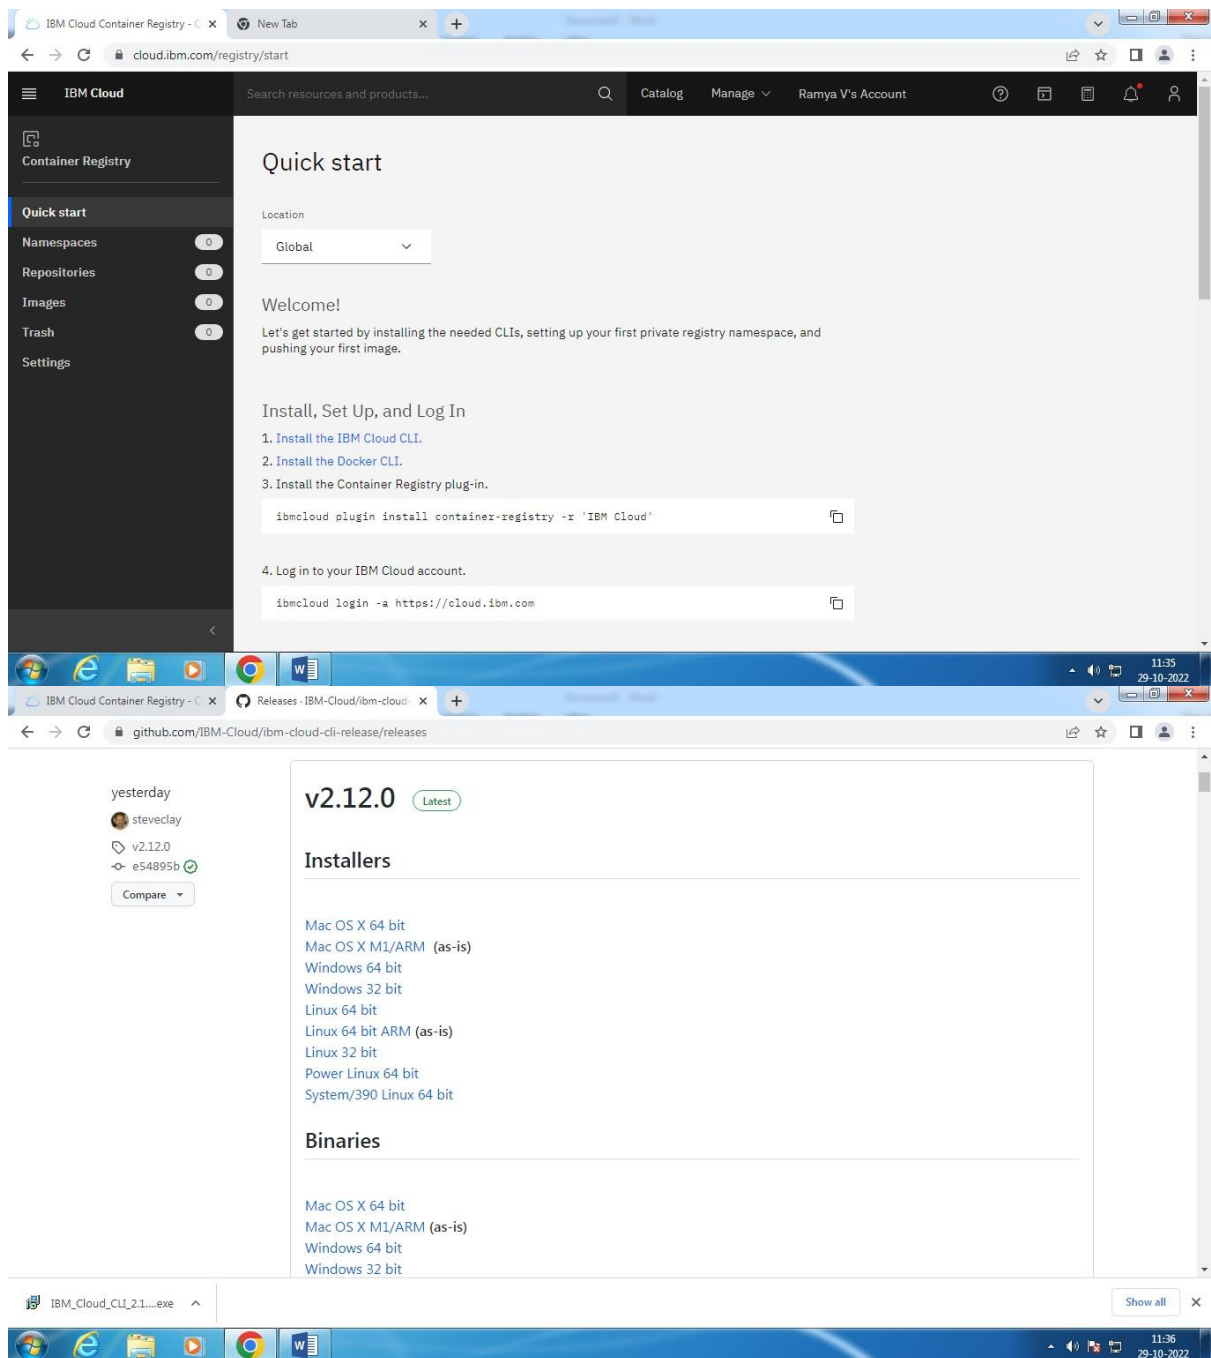 IBM Cloud Container Registry - C
New Tab
cloud.ibm.com/registry/start
IBM Cloud
Search resources and products...
Catalog
Manage
Ramya V's Account
Container Registry
Quick start
Namespaces 0
Repositories 0
Images 0
Trash 0
Settings
Quick start
Location
Global
Welcome!
Let's get started by installing the needed CLIs, setting up your first private registry namespace, and
pushing your first image.
Install, Set Up, and Log In
1. Install the IBM Cloud CLI.
2. Install the Docker CLI.
3. Install the Container Registry plug-in.
ibmcloud plugin install container-registry -r 'IBM Cloud'
4. Log in to your IBM Cloud account.
ibmcloud login -a https://cloud.ibm.com
11:35
29-10-2022
IBM Cloud Container Registry - C
Releases · IBM-Cloud/ibm-cloud-
github.com/IBM-Cloud/ibm-cloud-cli-release/releases
yesterday
steveclay
v2.12.0
e54895b
Compare
v2.12.0 Latest
Installers
Mac OS X 64 bit
Mac OS X M1/ARM (as-is)
Windows 64 bit
Windows 32 bit
Linux 64 bit
Linux 64 bit ARM (as-is)
Linux 32 bit
Power Linux 64 bit
System/390 Linux 64 bit
Binaries
Mac OS X 64 bit
Mac OS X M1/ARM (as-is)
Windows 64 bit
Windows 32 bit
IBM_Cloud_CLI_2.1....exe
Show all
11:36
29-10-2022